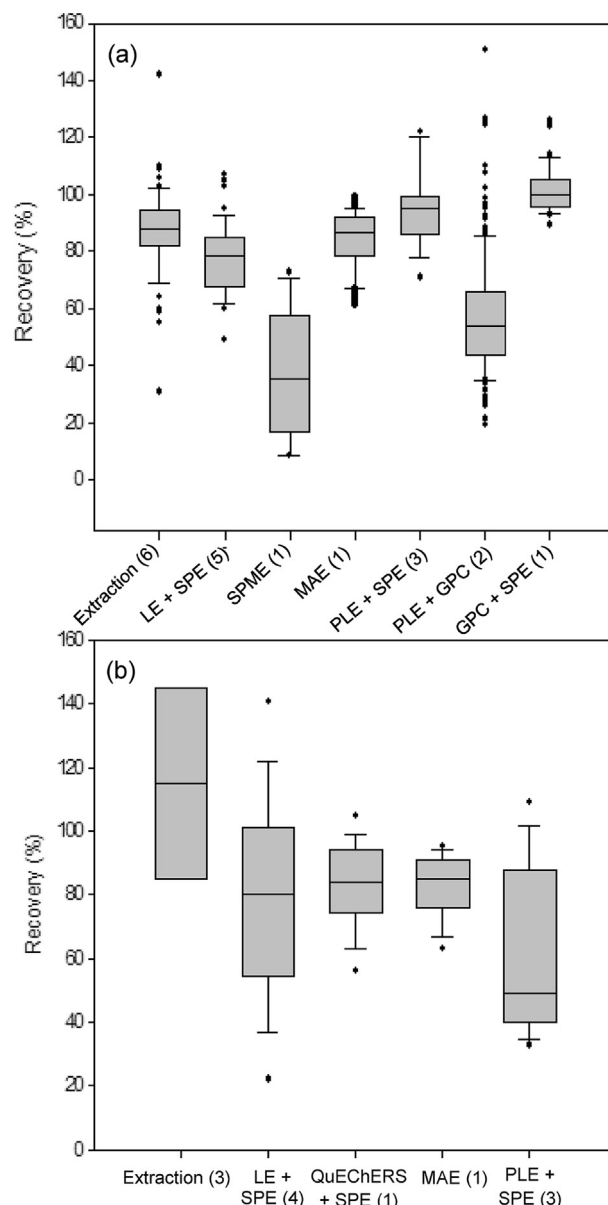 160
(a)
140
120
100
80
60
40
20
0
Recovery (%)
Extraction (6)
LE + SPE (5)
SPME (1)
MAE (1)
PLE + SPE (3)
PLE + GPC (2)
GPC + SPE (1)
160
(b)
140
120
100
80
60
40
20
0
Recovery (%)
Extraction (3)
LE +
SPE (4)
QuEChERS
+ SPE (1)
MAE (1)
PLE +
SPE (3)